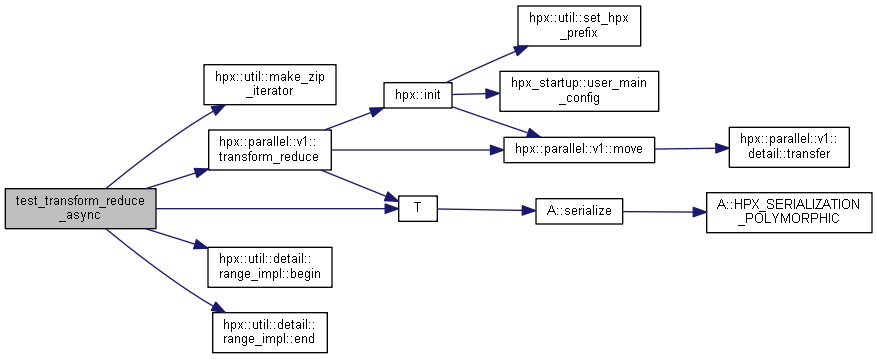 hpx::util::set_hpx
_prefix
hpx::util::make_zip
_iterator
hpx::init
hpx_startup::user_main
_config
hpx::parallel::v1::
transform_reduce
hpx::parallel::v1::move
hpx::parallel::v1::
detail::transfer
test_transform_reduce
_async
T
A::serialize
A::HPX_SERIALIZATION
_POLYMORPHIC
hpx::util::detail::
range_impl::begin
hpx::util::detail::
range_impl::end